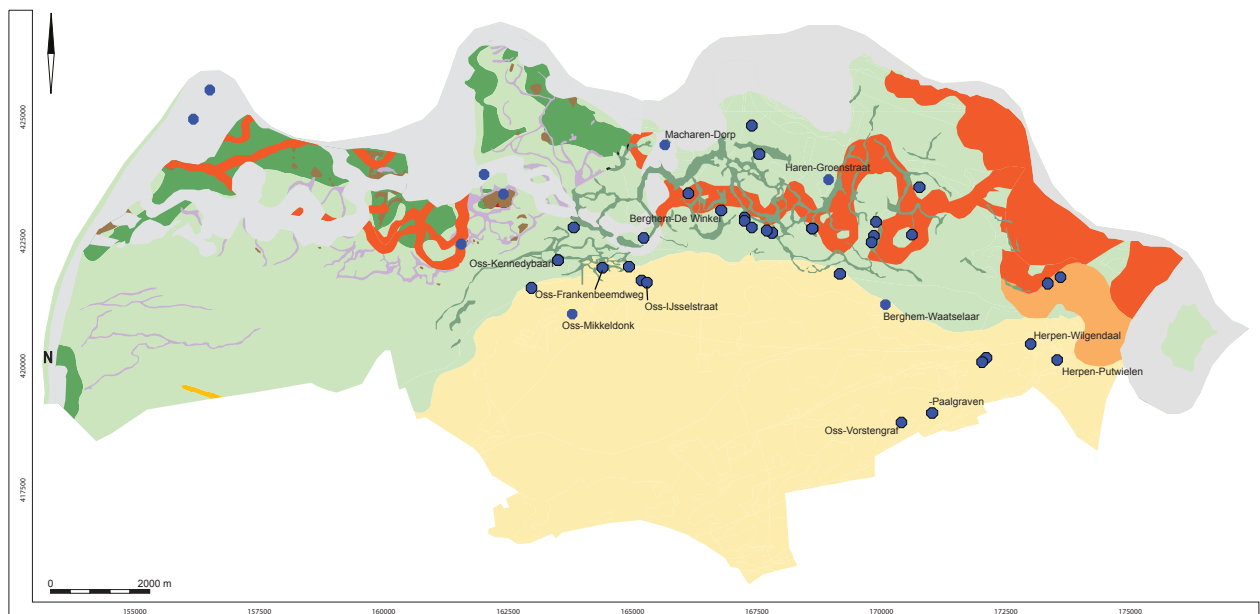 425000
422500
420000
417500
Macharen-Dorp
Haren-Groenstraat
Berghem-De Winkel
Oss-Kennedybaan
Oss-Frankenbeemdweg
Oss-IJsselstraat
Oss-Mikkeldonk
Berghem-Waatselaar
Herpen-Wilgendaal
Herpen-Putwielen
-Paalgraven
Oss-Vorstengraf
N
0 2000 m
155000 157500 160000 162500 165000 167500 170000 172500 175000